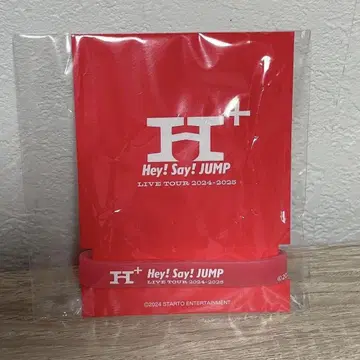 H+
Hey! Say! JUMP
LIVE TOUR 2024-2025
H+ Hey! Say! JUMP
LIVE TOUR 2024-2025
©2024 STARTO ENTERTAINMENT